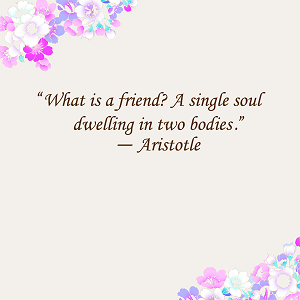 “What is a friend? A single soul
dwelling in two bodies.”
— Aristotle